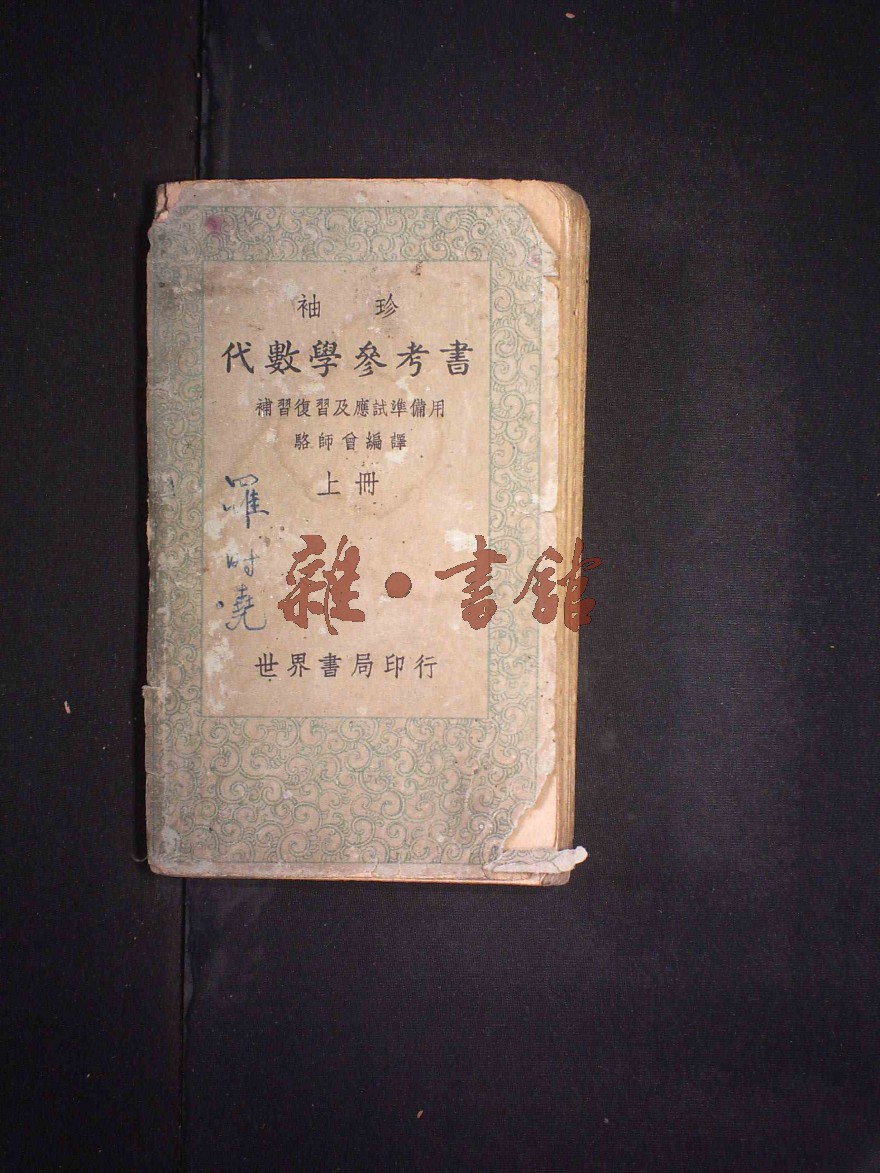 袖珍
代數學參考書
補習復習及應試準備用
駱師曾編譯
上冊
羅时堯
雜·書館
世界書局印行